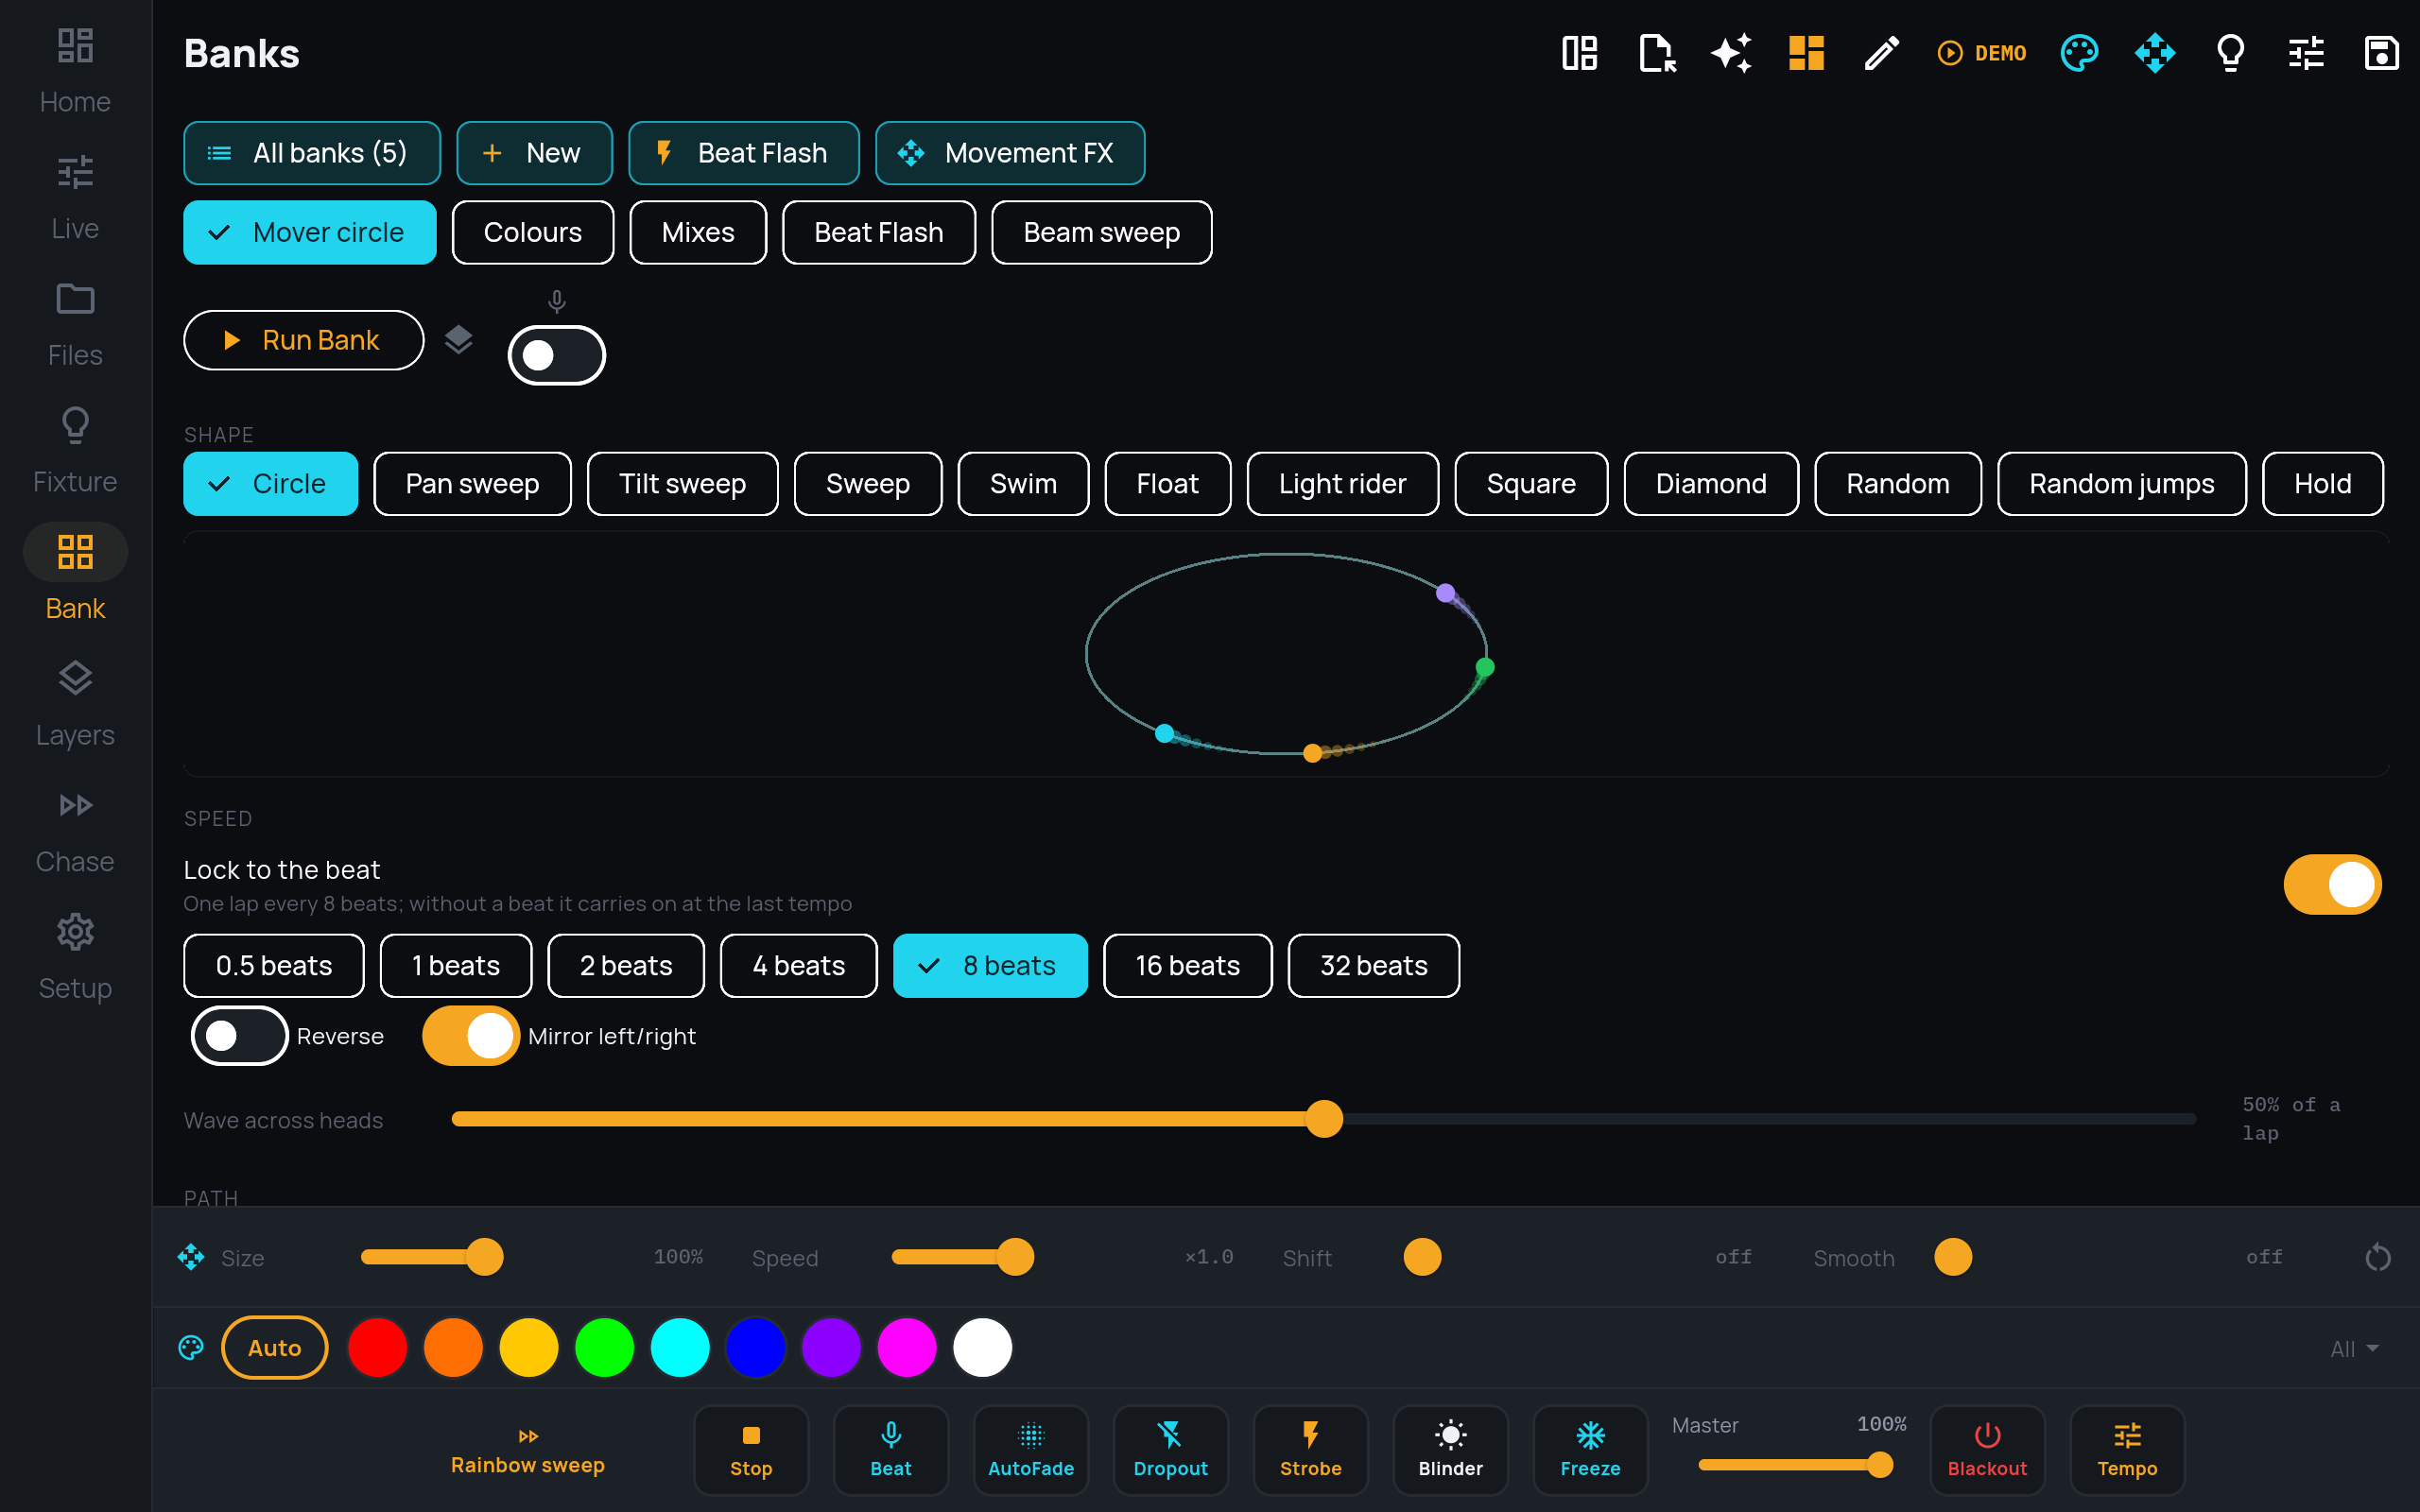 Banks
DEMO
Home
Live
Files
Fixture
Bank
Layers
Chase
Setup
All banks (5)
New
Beat Flash
Movement FX
Mover circle
Colours
Mixes
Beat Flash
Beam sweep
Run Bank
SHAPE
Circle
Pan sweep
Tilt sweep
Sweep
Swim
Float
Light rider
Square
Diamond
Random
Random jumps
Hold
SPEED
Lock to the beat
One lap every 8 beats; without a beat it carries on at the last tempo
0.5 beats
1 beats
2 beats
4 beats
8 beats
16 beats
32 beats
Reverse
Mirror left/right
Wave across heads
50% of a
lap
PATH
Size
100%
Speed
×1.0
Shift
off
Smooth
off
Auto
All
Rainbow sweep
Stop
Beat
AutoFade
Dropout
Strobe
Blinder
Freeze
Master
100%
Blackout
Tempo